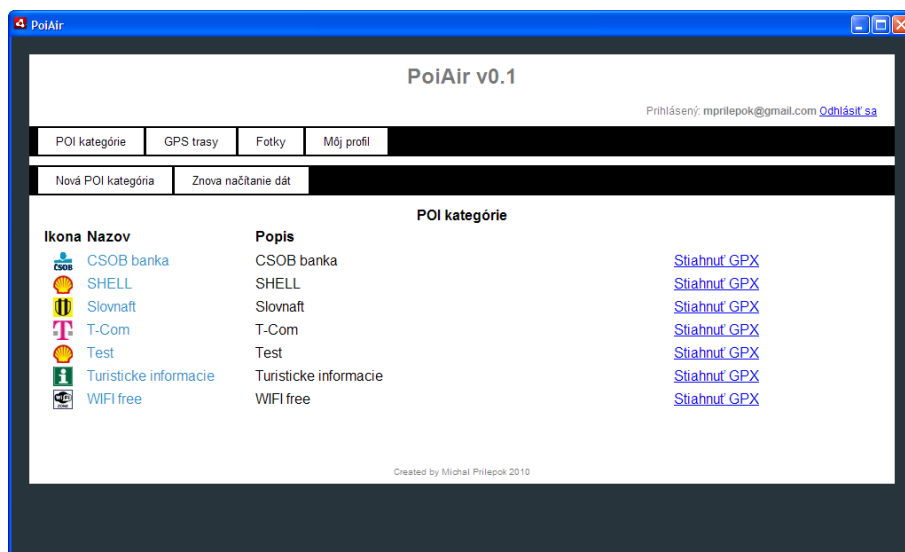 PoiAir
PoiAir v0.1
Prihlásený: mprilepok@gmail.com Odhlásiť sa
POI kategórie GPS trasy Fotky Môj profil
Nová POI kategória Znova načítanie dát
POI kategórie
Ikona Nazov Popis
ČSOB CSOB banka CSOB banka Stiahnuť GPX
SHELL SHELL Stiahnuť GPX
Slovnaft Slovnaft Stiahnuť GPX
T T-Com T-Com Stiahnuť GPX
Test Test Stiahnuť GPX
i Turisticke informacie Turisticke informacie Stiahnuť GPX
WiFi ZONE WIFI free WIFI free Stiahnuť GPX
Created by Michal Prilepok 2010